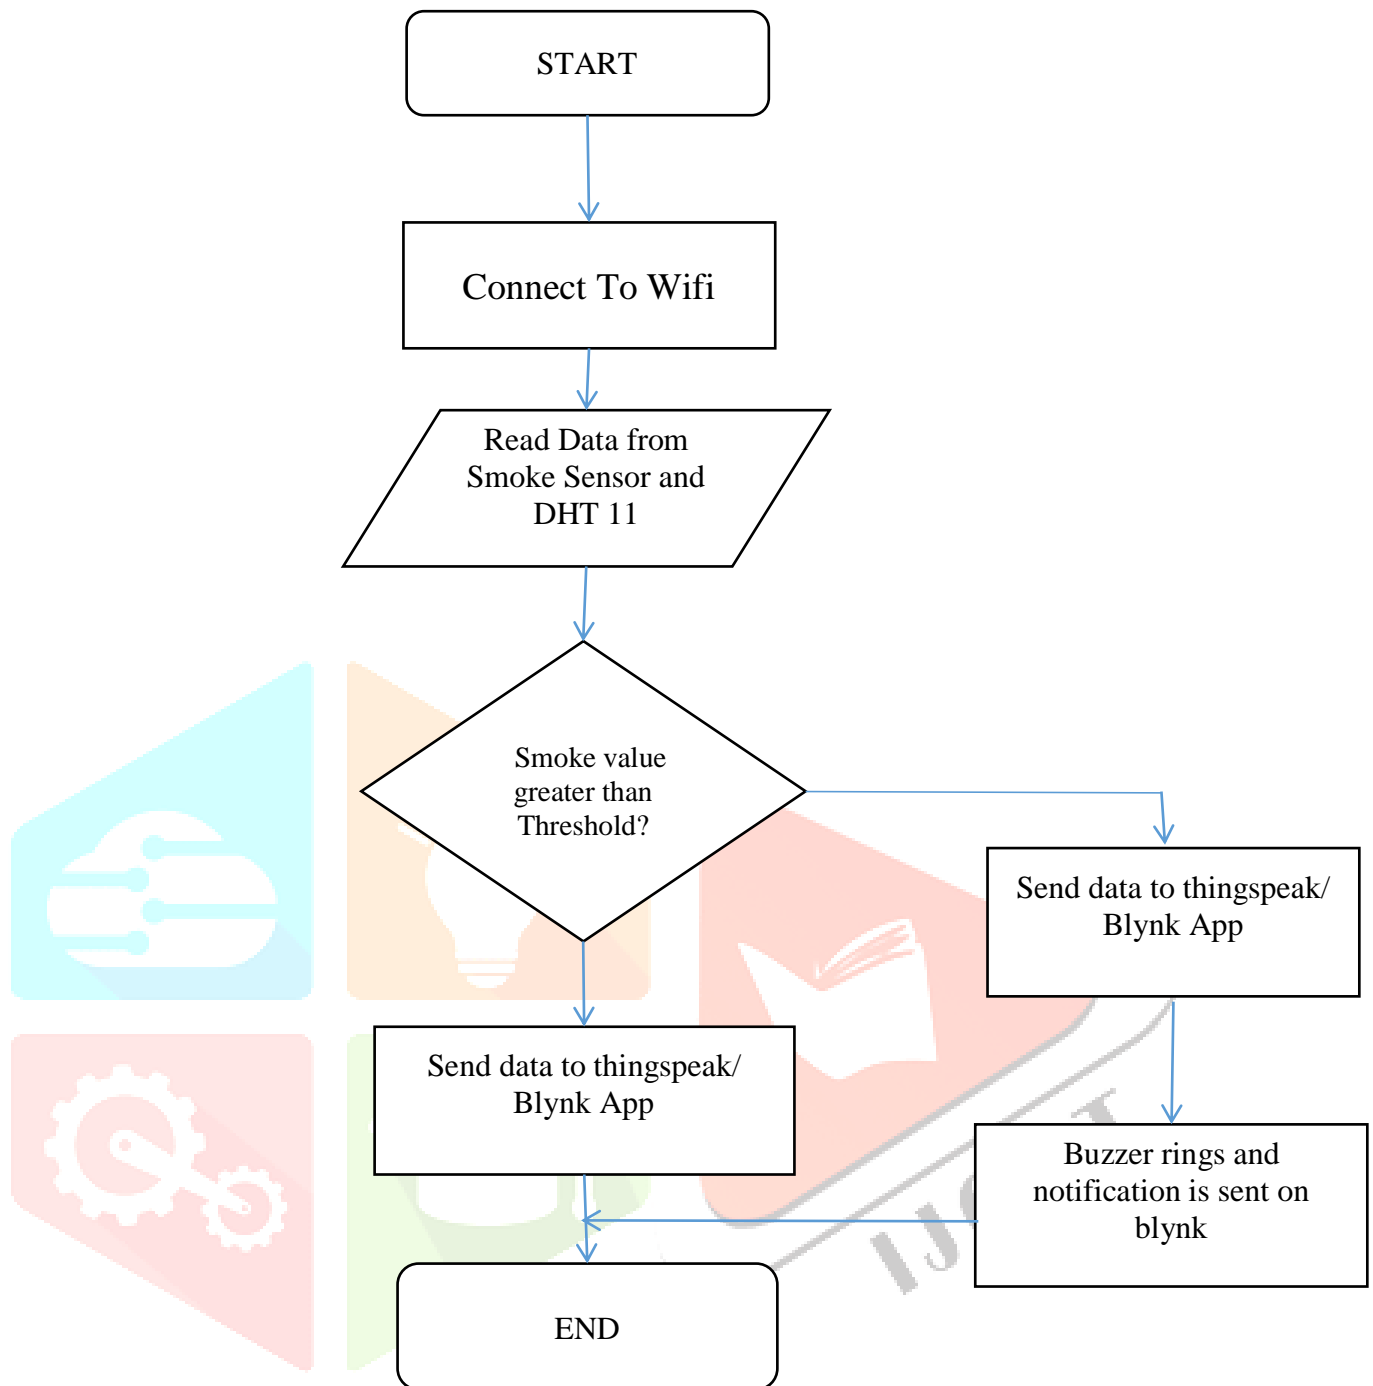 START
Connect To Wifi
Read Data from
Smoke Sensor and
DHT 11
Smoke value
greater than
Threshold?
Send data to thingspeak/
Blynk App
Send data to thingspeak/
Blynk App
Buzzer rings and
notification is sent on
blynk
END